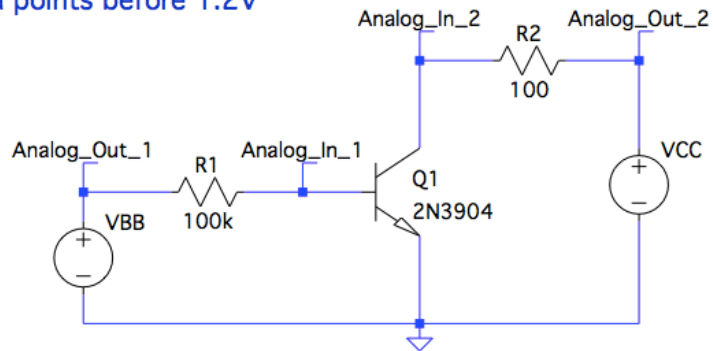 points before 1.2V
Analog_In_2
Analog_Out_2
R2
100
Analog_Out_1
Analog_In_1
R1
100k
VCC
+
−
Q1
2N3904
VBB
+
−